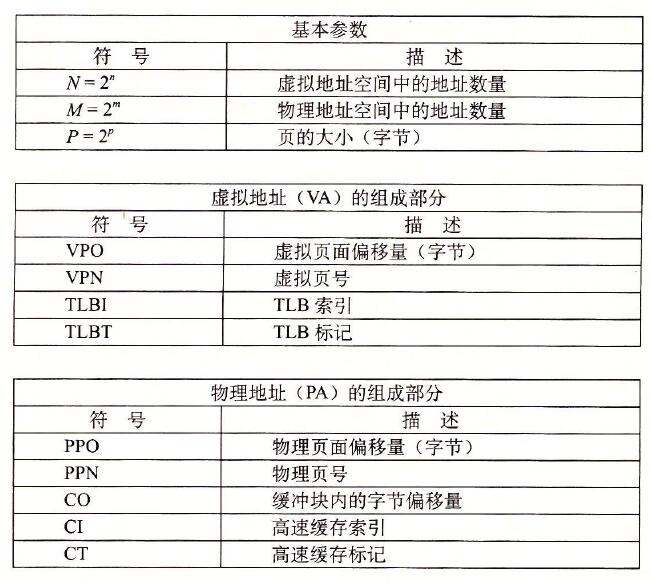 基本参数
符 号 描 述
N = 2ⁿ 虚拟地址空间中的地址数量
M = 2ᵐ 物理地址空间中的地址数量
P = 2ᵖ 页的大小（字节）
虚拟地址（VA）的组成部分
符 号 描 述
VPO 虚拟页面偏移量（字节）
VPN 虚拟页号
TLBI TLB 索引
TLBT TLB 标记
物理地址（PA）的组成部分
符 号 描 述
PPO 物理页面偏移量（字节）
PPN 物理页号
CO 缓冲块内的字节偏移量
CI 高速缓存索引
CT 高速缓存标记